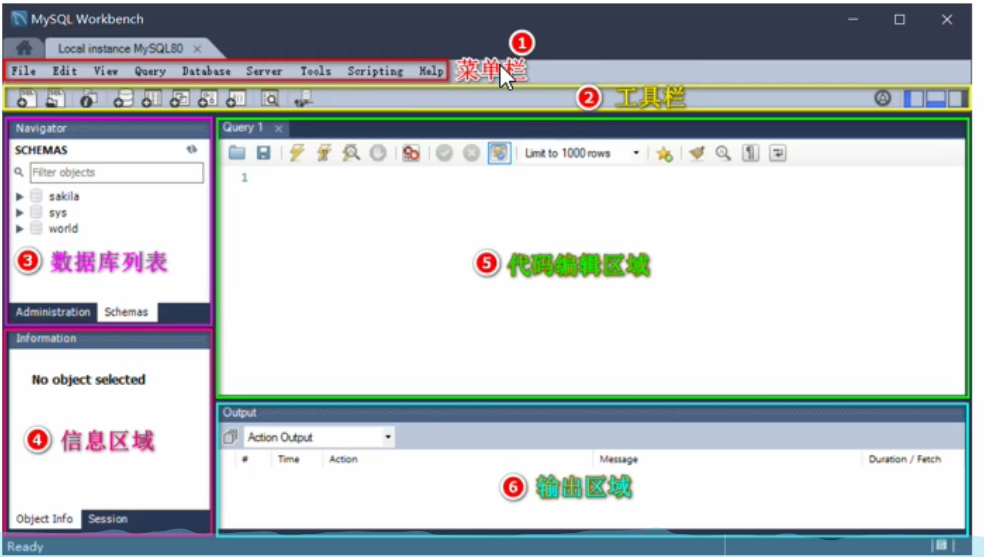 MySQL Workbench
Local instance MySQL80
1
File Edit View Query Database Server Tools Scripting Help 菜单栏
2 工具栏
Navigator
SCHEMAS
Filter objects
sakila
sys
world
3 数据库列表
Administration Schemas
Information
No object selected
4 信息区域
Object Info Session
Query 1
Limit to 1000 rows
1
5 代码编辑区域
Output
Action Output
# Time Action Message Duration / Fetch
6 输出区域
Ready